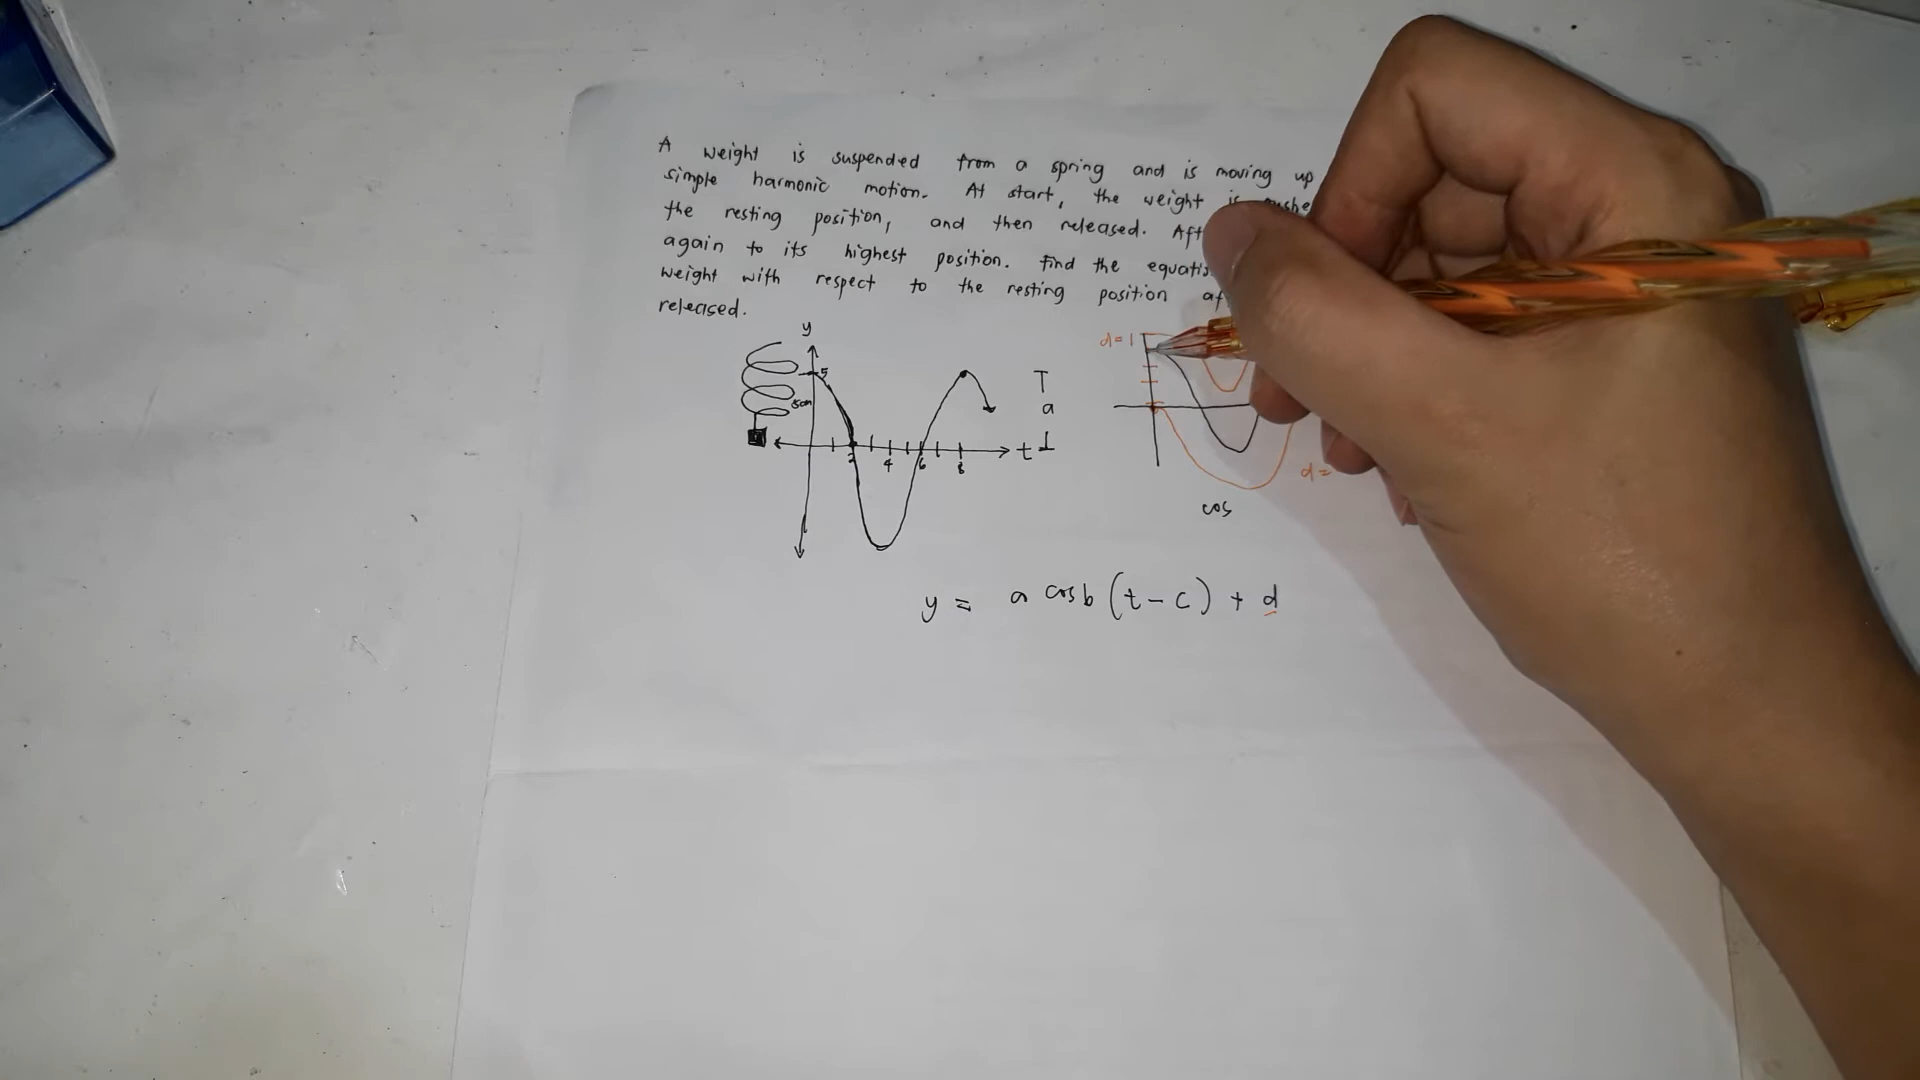 A weight is suspended from a spring and is moving up
simple harmonic motion. At start, the weight is
the resting position, and then released.
again to its highest position. Find the
weight with respect to the resting position
released.
y
5
5cm
2 4 6 8
t
T
a
d = 1
d =
cos
y = a cos b (t - c) + d